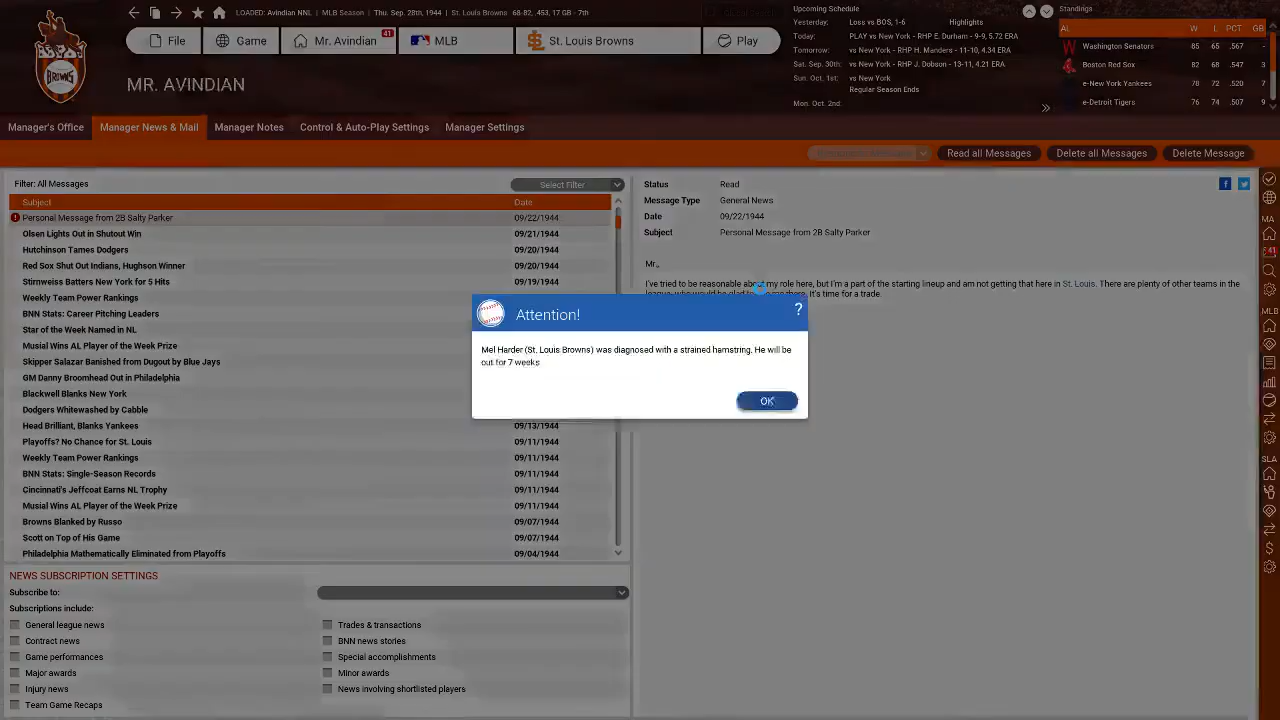 LOADED: Avindian NNL | MLB Season | Thu. Sep. 28th, 1944 | St. Louis Browns 68-82, .453, 17 GB - 7th
File
Game
Mr. Avindian
41
MLB
St. Louis Browns
Play
Upcoming Schedule
Yesterday: Loss vs BOS, 1-6 Highlights
Today: PLAY vs New York - RHP E. Durham - 9-9, 5.72 ERA
Tomorrow: vs New York - RHP H. Manders - 11-10, 4.34 ERA
Sat. Sep. 30th: vs New York - RHP J. Dobson - 13-11, 4.21 ERA
Sun. Oct. 1st: vs New York
Regular Season Ends
Mon. Oct. 2nd:
Standings
AL W L PCT GB
Washington Senators 85 65 .567 -
Boston Red Sox 82 68 .547 3
e-New York Yankees 78 72 .520 7
e-Detroit Tigers 76 74 .507 9
BROWNS
MR. AVINDIAN
Manager's Office
Manager News & Mail
Manager Notes
Control & Auto-Play Settings
Manager Settings
Read all Messages
Delete all Messages
Delete Message
Filter: All Messages
Select Filter
Subject Date
Personal Message from 2B Salty Parker 09/22/1944
Olsen Lights Out in Shutout Win 09/21/1944
Hutchinson Tames Dodgers 09/20/1944
Red Sox Shut Out Indians, Hughson Winner 09/20/1944
Stirnweiss Batters New York for 5 Hits 09/19/1944
Weekly Team Power Rankings
BNN Stats: Career Pitching Leaders
Star of the Week Named in NL
Musial Wins AL Player of the Week Prize
Skipper Salazar Banished from Dugout by Blue Jays
GM Danny Broomhead Out in Philadelphia
Blackwell Blanks New York
Dodgers Whitewashed by Cabble
Head Brilliant, Blanks Yankees 09/13/1944
Playoffs? No Chance for St. Louis 09/11/1944
Weekly Team Power Rankings 09/11/1944
BNN Stats: Single-Season Records 09/11/1944
Cincinnati's Jeffcoat Earns NL Trophy 09/11/1944
Musial Wins AL Player of the Week Prize 09/11/1944
Browns Blanked by Russo 09/07/1944
Scott on Top of His Game 09/07/1944
Philadelphia Mathematically Eliminated from Playoffs 09/04/1944
Status Read
Message Type General News
Date 09/22/1944
Subject Personal Message from 2B Salty Parker
Mr.,
I've tried to be reasonable my role here, but I'm a part of the starting lineup and am not getting that here in St. Louis. There are plenty of other teams in the
It's time for a trade.
Attention!
?
Mel Harder (St. Louis Browns) was diagnosed with a strained hamstring. He will be
out for 7 weeks
OK
NEWS SUBSCRIPTION SETTINGS
Subscribe to:
Subscriptions include:
General league news
Contract news
Game performances
Major awards
Injury news
Team Game Recaps
Trades & transactions
BNN news stories
Special accomplishments
Minor awards
News involving shortlisted players
MA
41
MLB
SLA